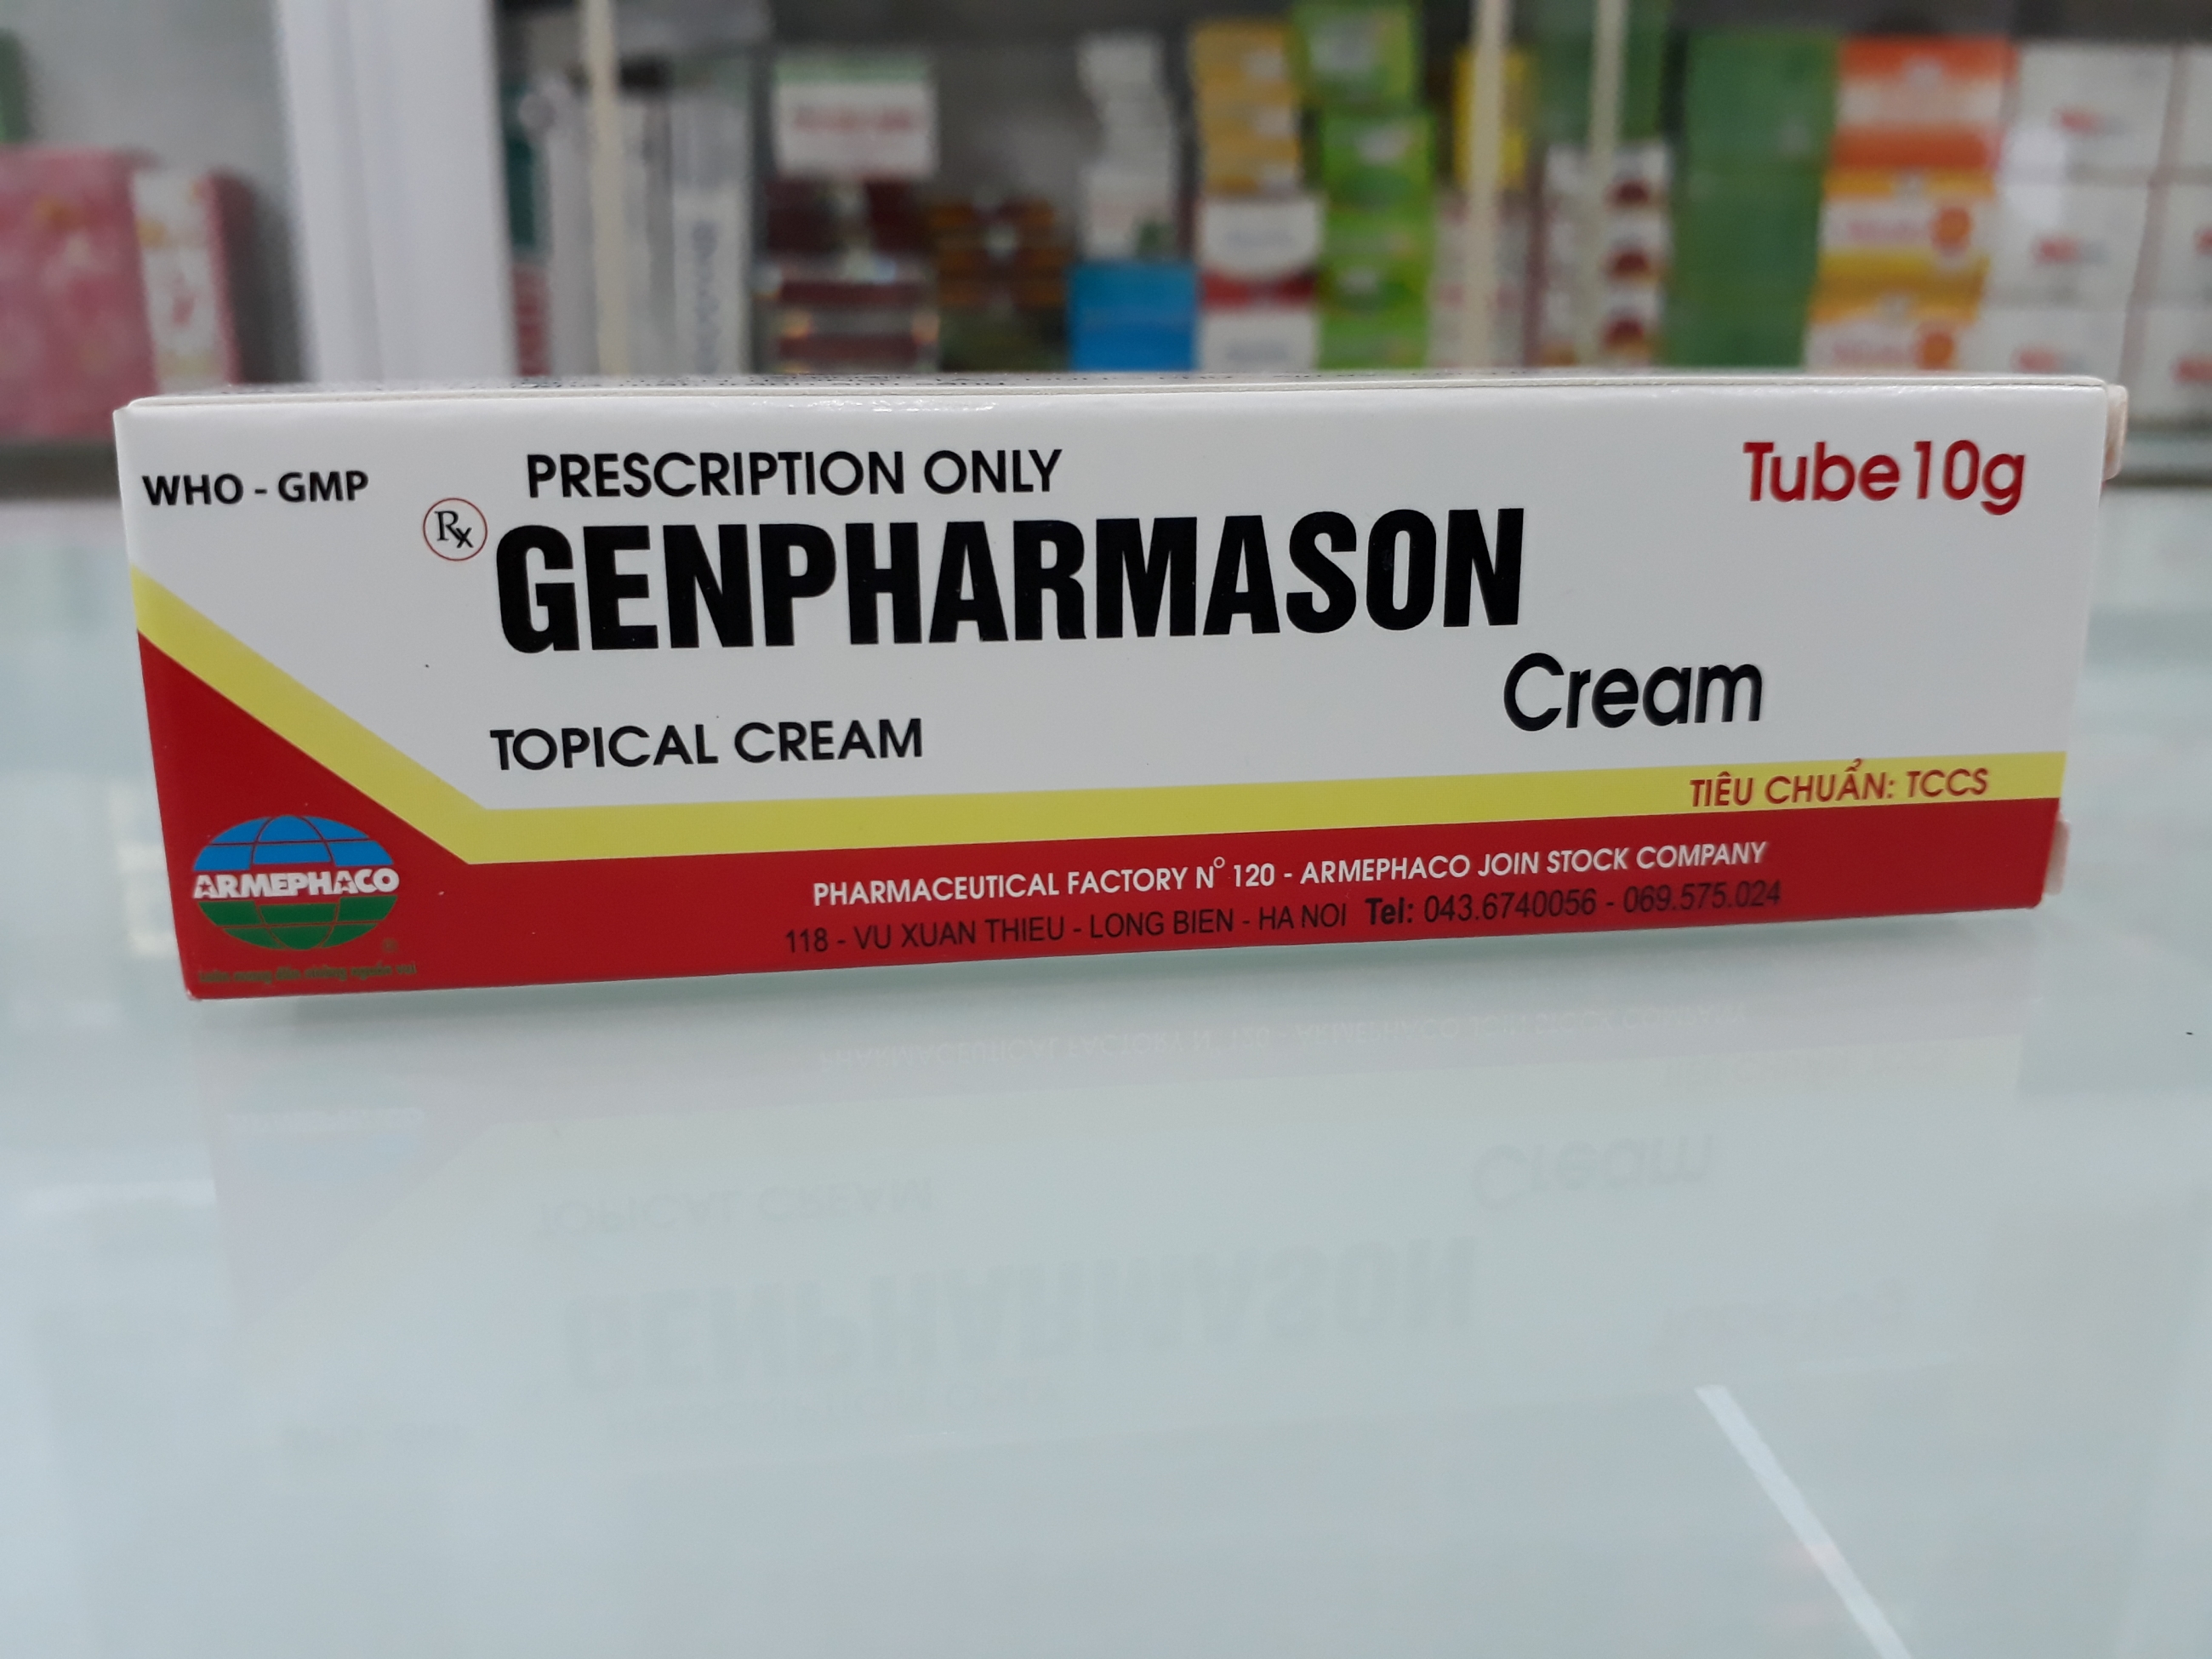 WHO - GMP
PRESCRIPTION ONLY
Tube 10g
Rx
GENPHARMASON
Cream
TOPICAL CREAM
TIÊU CHUẨN: TCCS
ARMEPHACO
®
PHARMACEUTICAL FACTORY N° 120 - ARMEPHACO JOIN STOCK COMPANY
118 - VU XUAN THIEU - LONG BIEN - HA NOI Tel: 043.6740056 - 069.575.024